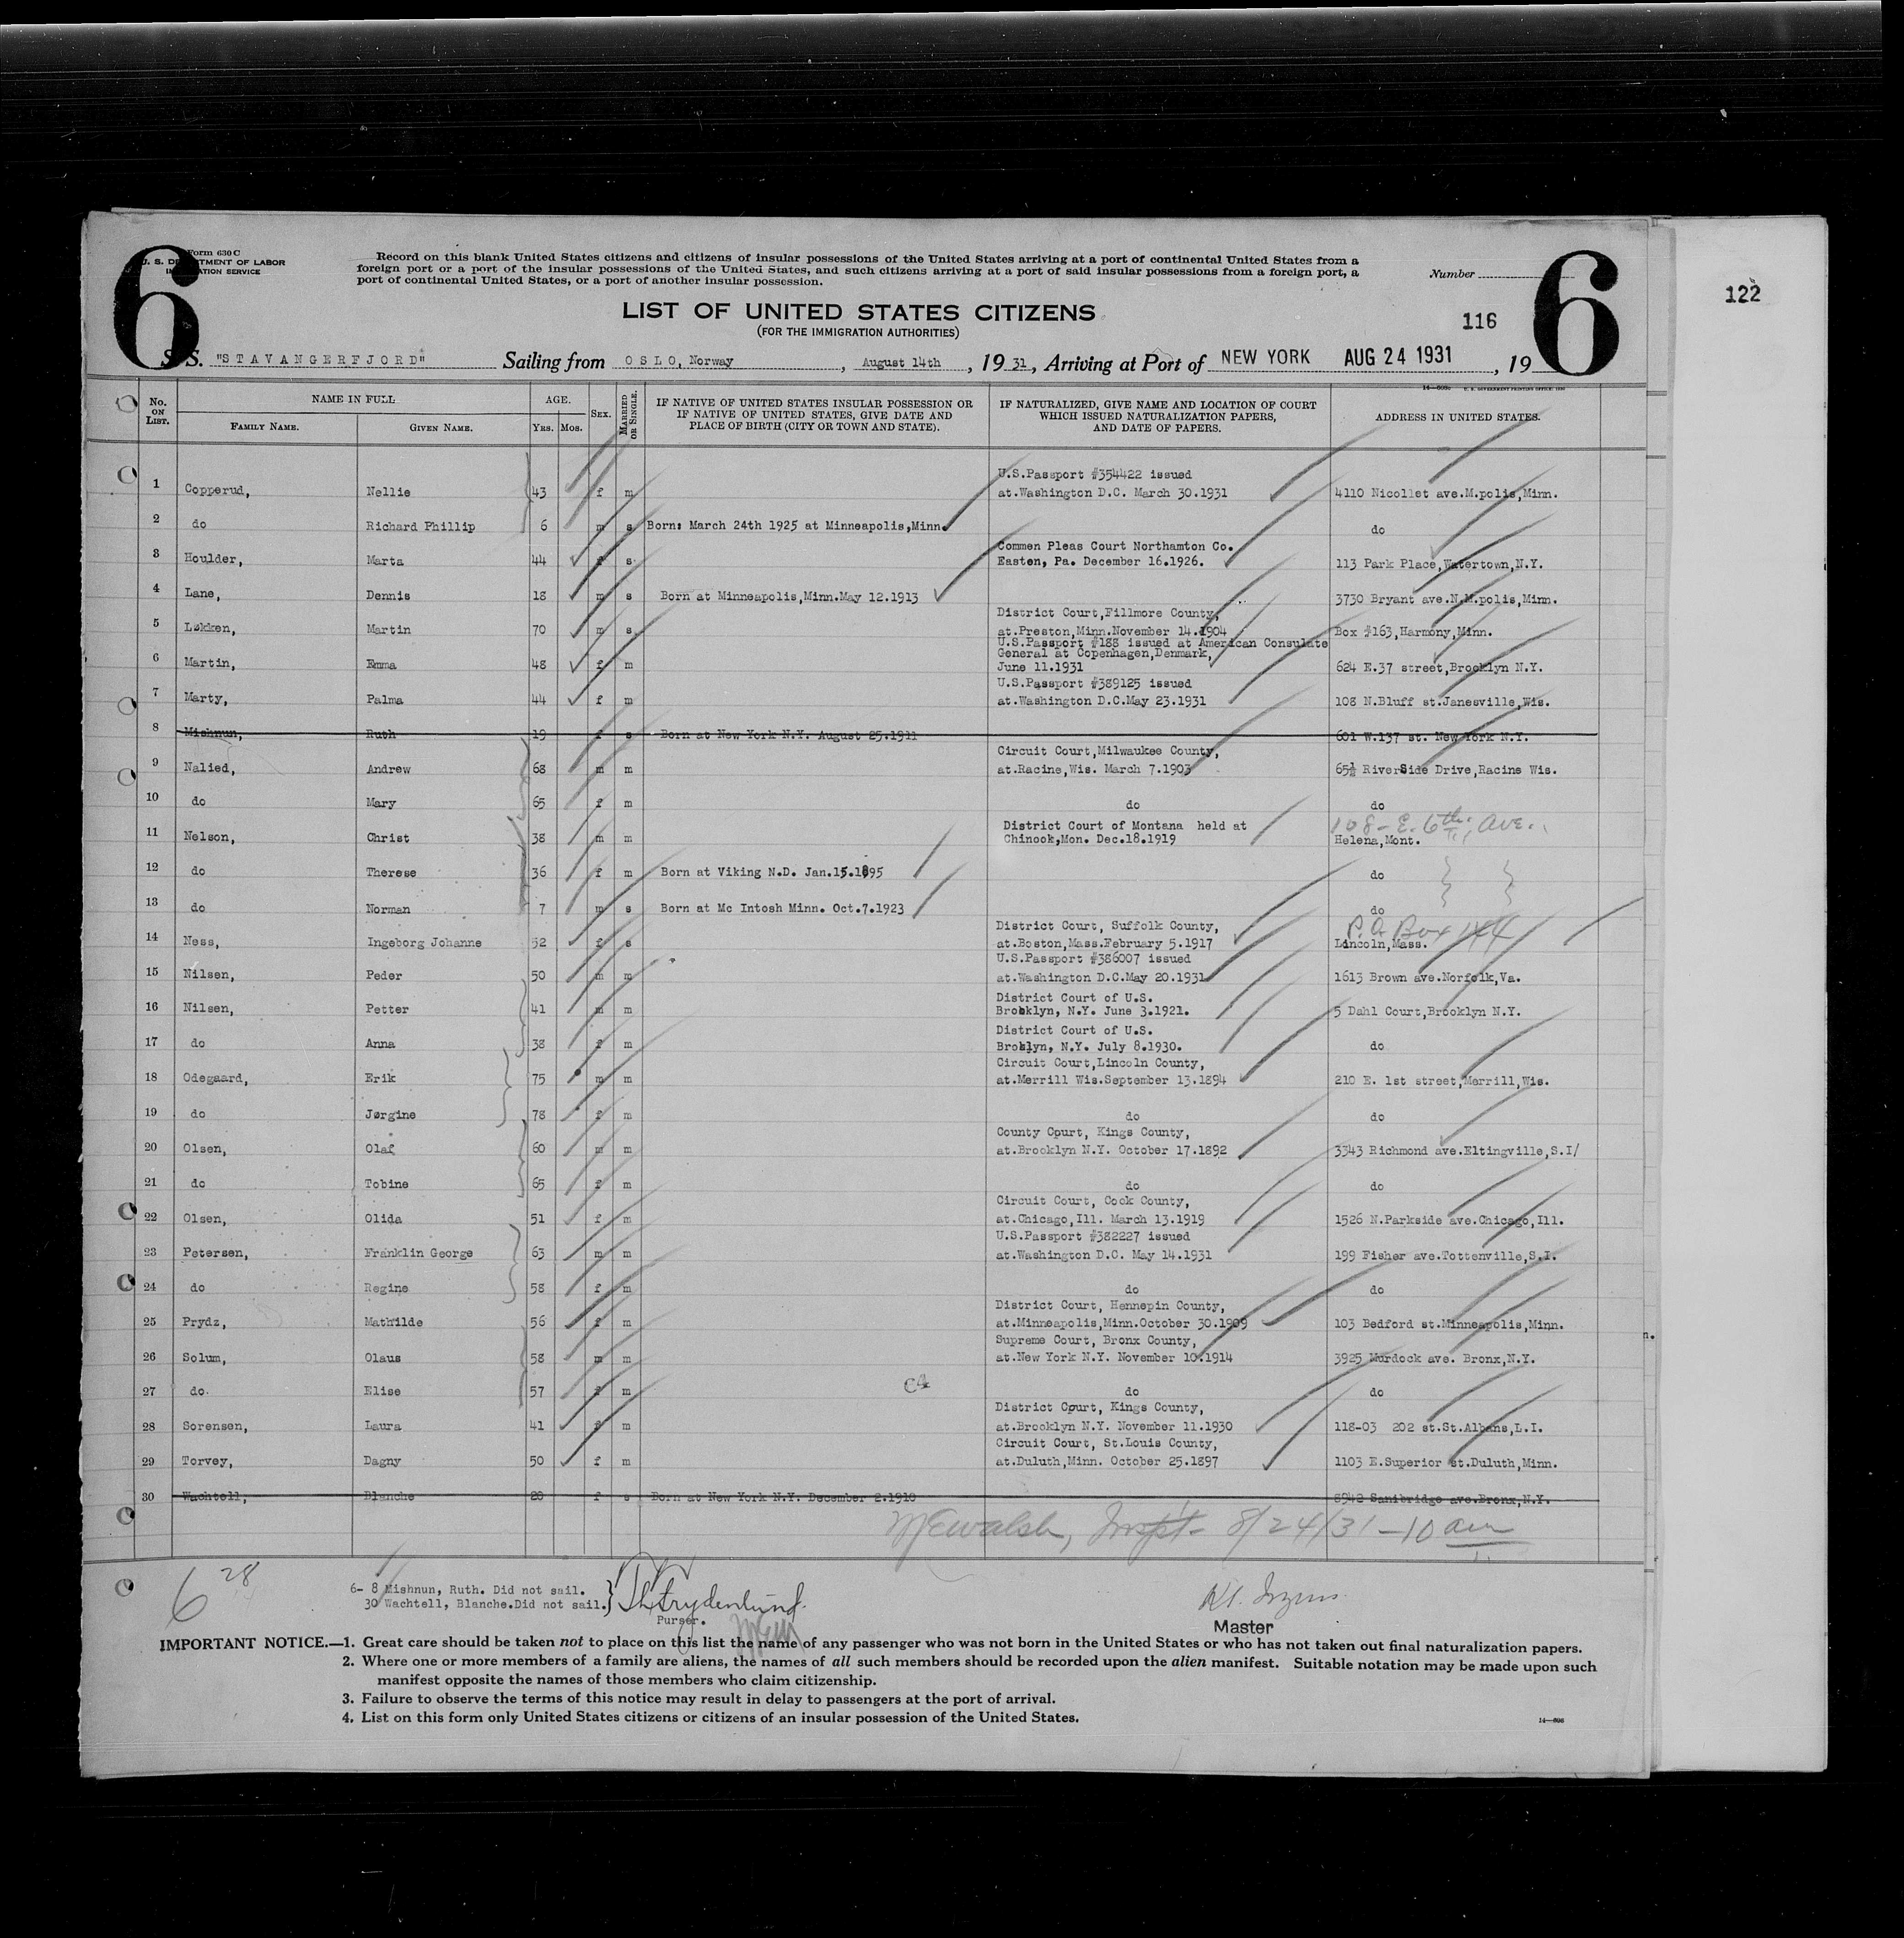 6
6
Form 630 C
U. S. DEPARTMENT OF LABOR
IMMIGRATION SERVICE
Record on this blank United States citizens and citizens of insular possessions of the United States arriving at a port of continental United States from a
foreign port or a port of the insular possessions of the United States, and such citizens arriving at a port of said insular possessions from a foreign port, a
port of continental United States, or a port of another insular possession.
Number
122
LIST OF UNITED STATES CITIZENS
(FOR THE IMMIGRATION AUTHORITIES)
116
S. S. "STAVANGERFJORD" Sailing from OSLO, Norway, August 14th, 19 31, Arriving at Port of NEW YORK AUG 24 1931, 19
No. ON LIST. NAME IN FULL FAMILY NAME. GIVEN NAME. AGE. YRS. MOS. SEX. MARRIED OR SINGLE. IF NATIVE OF UNITED STATES INSULAR POSSESSION OR IF NATIVE OF UNITED STATES, GIVE DATE AND PLACE OF BIRTH (CITY OR TOWN AND STATE). IF NATURALIZED, GIVE NAME AND LOCATION OF COURT WHICH ISSUED NATURALIZATION PAPERS, AND DATE OF PAPERS. ADDRESS IN UNITED STATES.
U.S.Passport #354422 issued
1 Copperud, Nellie 43 f m at.Washington D.C. March 30.1931 4110 Nicollet ave.M.polis,Minn.
2 do Richard Phillip 6 m s Born: March 24th 1925 at Minneapolis,Minn. do
Commen Pleas Court Northamton Co.
3 Houlder, Marta 44 f s Easton, Pa. December 16.1926. 113 Park Place,Watertown,N.Y.
4 Lane, Dennis 18 m s Born at Minneapolis,Minn.May 12.1913 3730 Bryant ave.N.M.polis,Minn.
District Court,Fillmore County,
5 Løkken, Martin 70 m s at.Preston,Minn.November 14.1904 Box #163,Harmony,Minn.
U.S.Passport #188 issued at American Consulate
General at Copenhagen,Denmark,
6 Martin, Emma 48 f m June 11.1931 624 E.37 street,Brooklyn N.Y.
U.S.Passport #389125 issued
7 Marty, Palma 44 f m at.Washington D.C.May 23.1931 108 N.Bluff st.Janesville,Wis.
8 Mishnun, Ruth 19 f s Born at New York N.Y. August 25.1911 601 W.137 st. New York N.Y.
Circuit Court,Milwaukee County,
9 Nalied, Andrew 68 m m at.Racine,Wis. March 7.1903 65½ RiverSide Drive,Racine Wis.
10 do Mary 65 f m do do
108 - E. 6th. Ave.
District Court of Montana held at
11 Nelson, Christ 38 m m Chinook,Mon. Dec.18.1919 Helena,Mont.
12 do Therese 36 f m Born at Viking N.D. Jan.15.1895 do
13 do Norman 7 m s Born at Mc Intosh Minn. Oct.7.1923 do
P.O. Box 144
District Court, Suffolk County,
14 Ness, Ingeborg Johanne 52 f s at.Boston,Mass.February 5.1917 Lincoln,Mass.
U.S.Passport #386007 issued
15 Nilsen, Peder 50 m m at.Washington D.C.May 20.1931 1613 Brown ave.Norfolk,Va.
District Court of U.S.
16 Nilsen, Petter 41 m m Brooklyn, N.Y. June 3.1921. 5 Dahl Court,Brooklyn N.Y.
District Court of U.S.
17 do Anna 38 f m Broklyn, N.Y. July 8.1930. do
Circuit Court,Lincoln County,
18 Odegaard, Erik 75 m m at.Merrill Wis.September 13.1894 210 E. 1st street,Merrill,Wis.
19 do Jørgine 78 f m do do
County Court, Kings County,
20 Olsen, Olaf 60 m m at.Brooklyn N.Y. October 17.1892 3343 Richmond ave.Eltingville,S.I/
21 do Tobine 65 f m do do
Circuit Court, Cook County,
22 Olsen, Olida 51 f m at.Chicago,Ill. March 13.1919 1526 N.Parkside ave.Chicago,Ill.
U.S.Passport #382227 issued
23 Petersen, Franklin George 63 m m at.Washington D.C. May 14.1931 199 Fisher ave.Tottenville,S.I.
24 do Regine 58 f m do do
District Court, Hennepin County,
25 Prydz, Mathilde 56 f m at.Minneapolis,Minn.October 30.1909 103 Bedford st.Minneapolis,Minn.
Supreme Court, Bronx County,
26 Solum, Olaus 58 m m at.New York N.Y. November 10.1914 3925 Murdock ave. Bronx,N.Y.
27 do. Elise 57 f m do do
District Court, Kings County,
28 Sorensen, Laura 41 f m at.Brooklyn N.Y. November 11.1930 118-03 202 st.St.Albans,L.I.
Circuit Court, St.Louis County,
29 Torvey, Dagny 50 f m at.Duluth,Minn. October 25.1897 1103 E.Superior st.Duluth,Minn.
30 Wachtell, Blanche 20 f s Born at New York N.Y. December 2.1910 ave.Bronx,N.Y.
MEWalsh, Inspt - 8/24/31 - 10 am
6 28
6- 8 Mishnun, Ruth. Did not sail.
30 Wachtell, Blanche.Did not sail.
Purser.
Master
IMPORTANT NOTICE.—1. Great care should be taken not to place on this list the name of any passenger who was not born in the United States or who has not taken out final naturalization papers.
2. Where one or more members of a family are aliens, the names of all such members should be recorded upon the alien manifest. Suitable notation may be made upon such
manifest opposite the names of those members who claim citizenship.
3. Failure to observe the terms of this notice may result in delay to passengers at the port of arrival.
4. List on this form only United States citizens or citizens of an insular possession of the United States.